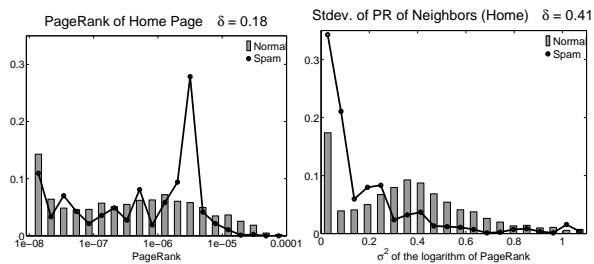 PageRank of Home Page δ = 0.18
Normal
Spam
0.3
0.2
0.1
0
1e-08 1e-07 1e-06 1e-05 0.0001
PageRank
Stdev. of PR of Neighbors (Home) δ = 0.41
Normal
Spam
0.3
0.2
0.1
0
0 0.2 0.4 0.6 0.8 1
σ² of the logarithm of PageRank